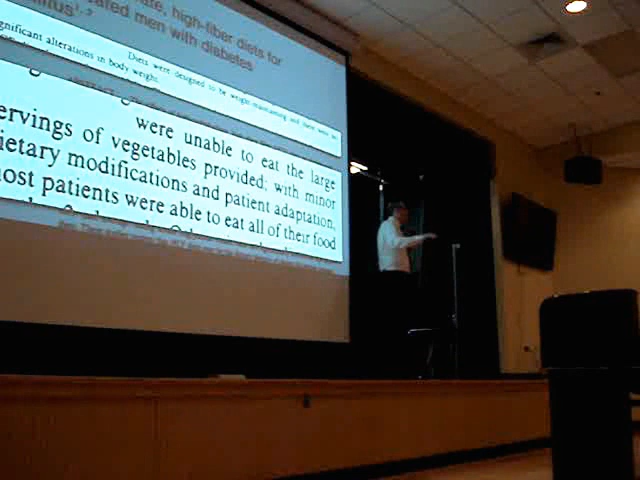 ate, high-fiber diets for
ated men with diabetes
Diets were designed to be weight-maintaining and there were no
gnificant alterations in body weight.
were unable to eat the large
ervings of vegetables provided; with minor
ietary modifications and patient adaptation,
ost patients were able to eat all of their food